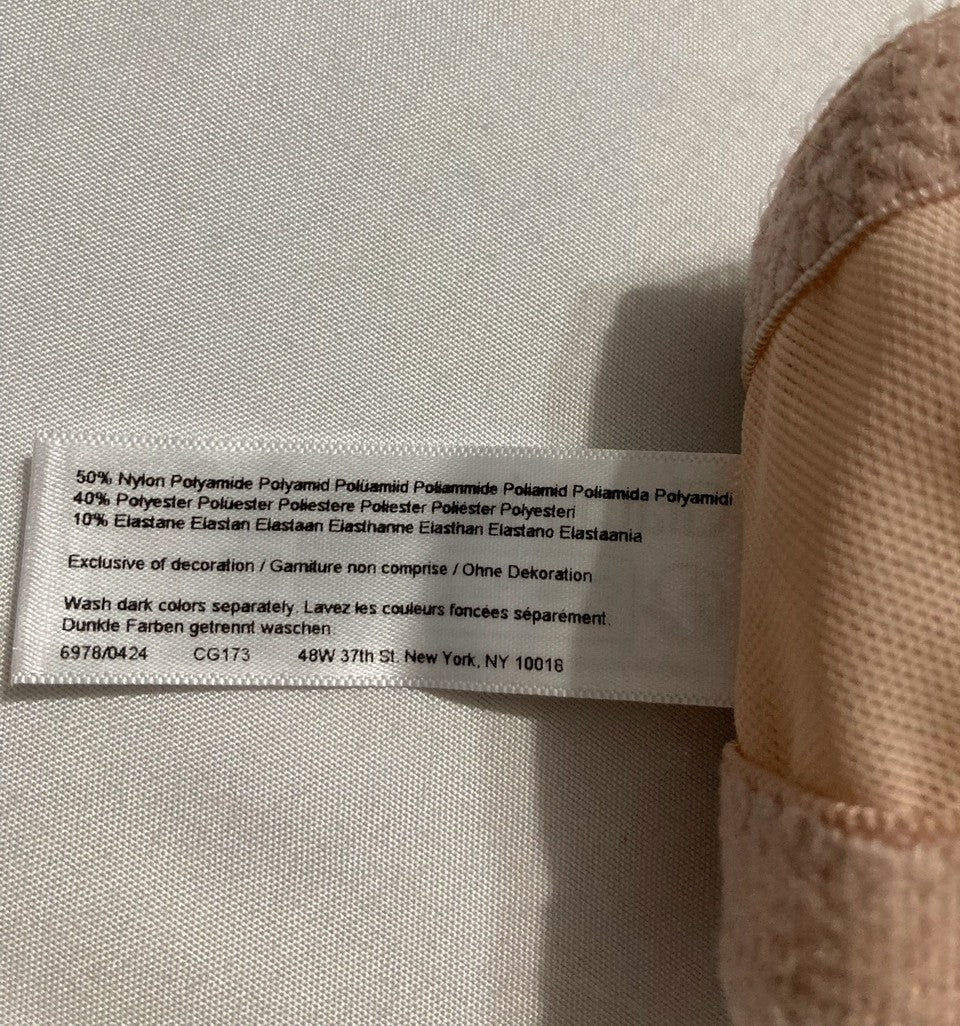 50% Nylon Polyamide Polyamid Polüamiid Poliammide Poliamid Poliamida Polyamidi
40% Polyester Polüester Poliestere Poliester Poliéster Polyesteri
10% Elastane Elastan Elastaan Elasthanne Elasthan Elastano Elastaania
Exclusive of decoration / Garniture non comprise / Ohne Dekoration
Wash dark colors separately. Lavez les couleurs foncées séparément.
Dunkle Farben getrennt waschen.
6978/0424 CG173 48W 37th St. New York, NY 10018